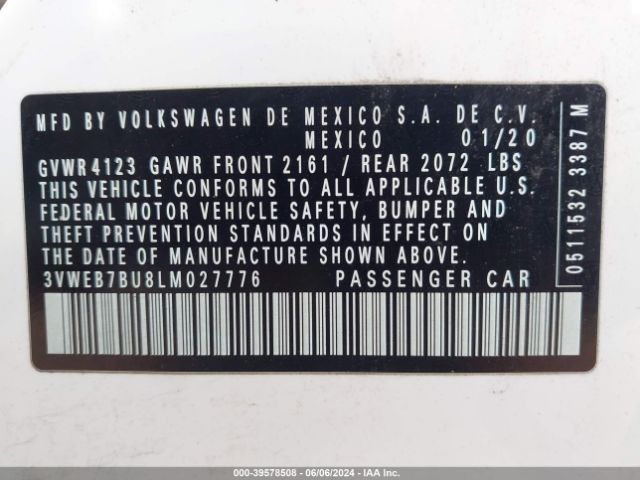 MFD BY VOLKSWAGEN DE MEXICO S.A. DE C.V.
MEXICO 01/20
GVWR 4123 GAWR FRONT 2161 / REAR 2072 LBS
THIS VEHICLE CONFORMS TO ALL APPLICABLE U.S.
FEDERAL MOTOR VEHICLE SAFETY, BUMPER AND
THEFT PREVENTION STANDARDS IN EFFECT ON
THE DATE OF MANUFACTURE SHOWN ABOVE.
3VWEB7BU8LM027776 PASSENGER CAR
0511532 3387 M
000-39578508 - 06/06/2024 - IAA Inc.